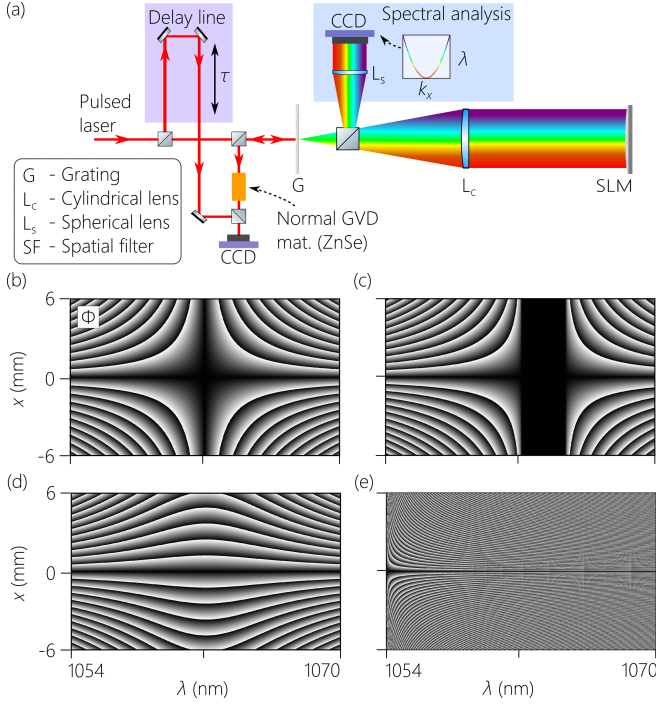 (a)
Delay line
τ
Pulsed
laser
CCD
Spectral analysis
Lₛ
λ
kₓ
G
L_c
SLM
G - Grating
L_c - Cylindrical lens
Lₛ - Spherical lens
SF - Spatial filter
Normal GVD
mat. (ZnSe)
CCD
(b)
(c)
Φ
6
0
-6
x (mm)
(d)
(e)
6
0
-6
x (mm)
1054
1070
1054
1070
λ (nm)
λ (nm)